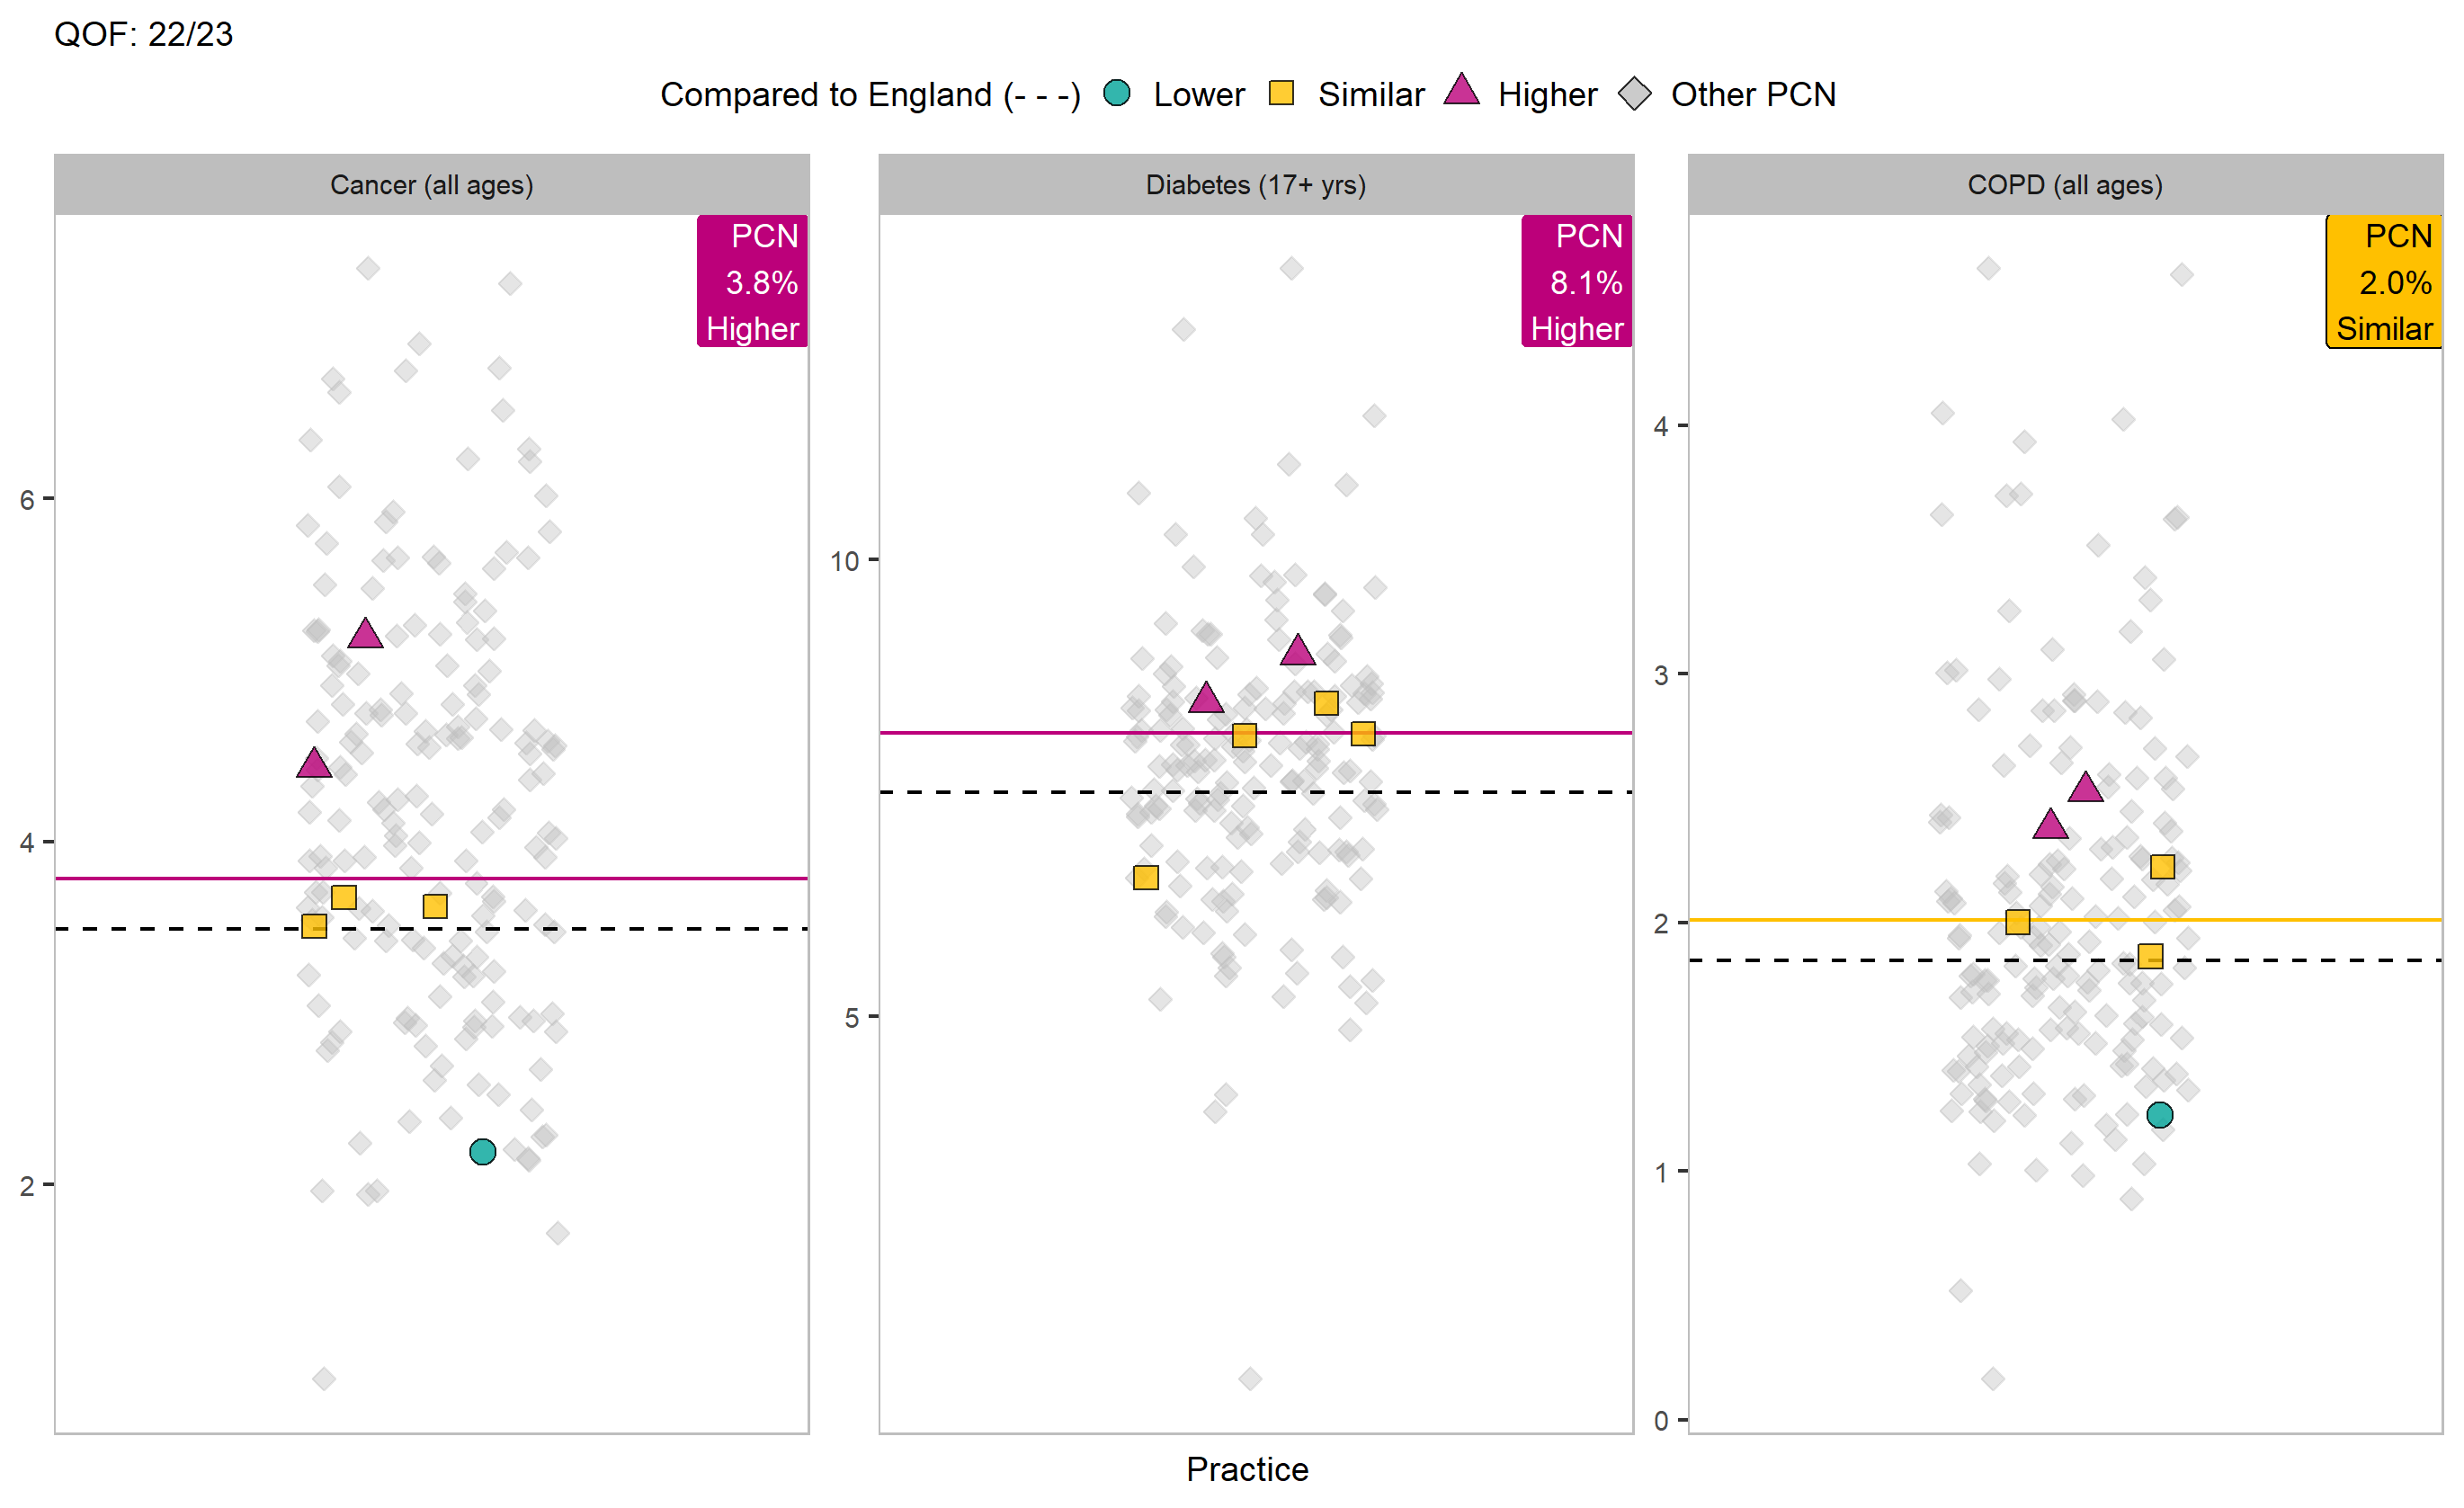 QOF: 22/23
Compared to England (- - -) Lower Similar Higher Other PCN
Cancer (all ages)
PCN
3.8%
Higher
6
4
2
Diabetes (17+ yrs)
PCN
8.1%
Higher
10
5
COPD (all ages)
PCN
2.0%
Similar
4
3
2
1
0
Practice